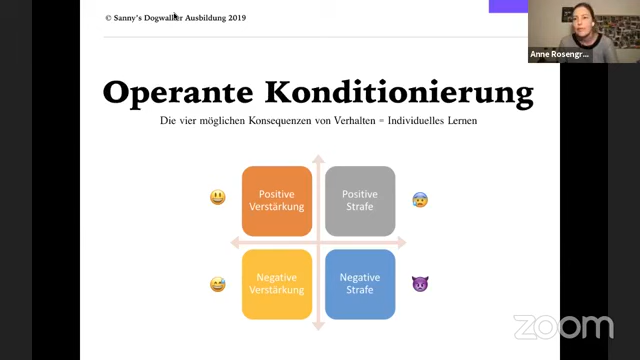 © Sanny's Dogwalker Ausbildung 2019
Anne Rosengr...
Operante Konditionierung
Die vier möglichen Konsequenzen von Verhalten = Individuelles Lernen
Positive
Verstärkung
Positive
Strafe
Negative
Verstärkung
Negative
Strafe
zoom